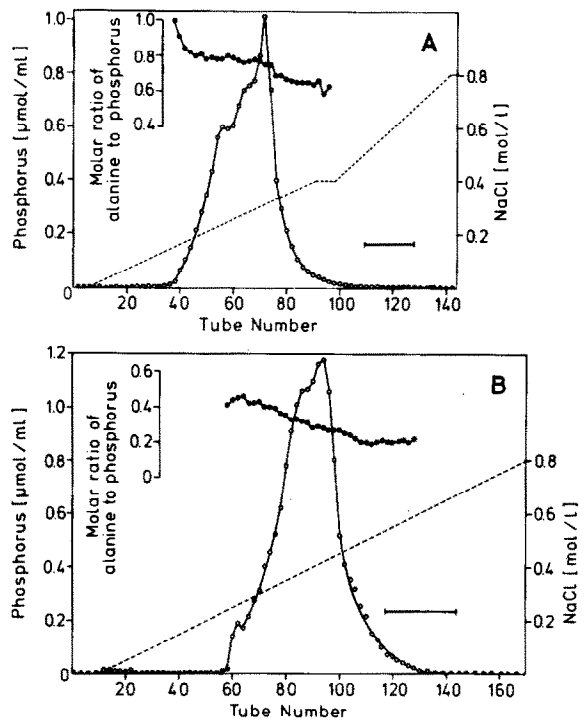 A
Phosphorus [µmol/ml]
1.0
0.8
0.6
0.4
0.2
0
Molar ratio of
alanine to phosphorus
1.0
0.8
0.6
0.4
NaCl [mol/l]
0.8
0.6
0.4
0.2
20 40 60 80 100 120 140
Tube Number
B
Phosphorus [µmol/ml]
1.2
1.0
0.8
0.6
0.4
0.2
0
Molar ratio of
alanine to phosphorus
0.6
0.4
0.2
0
NaCl [mol/l]
0.8
0.6
0.4
0.2
20 40 60 80 100 120 140 160
Tube Number